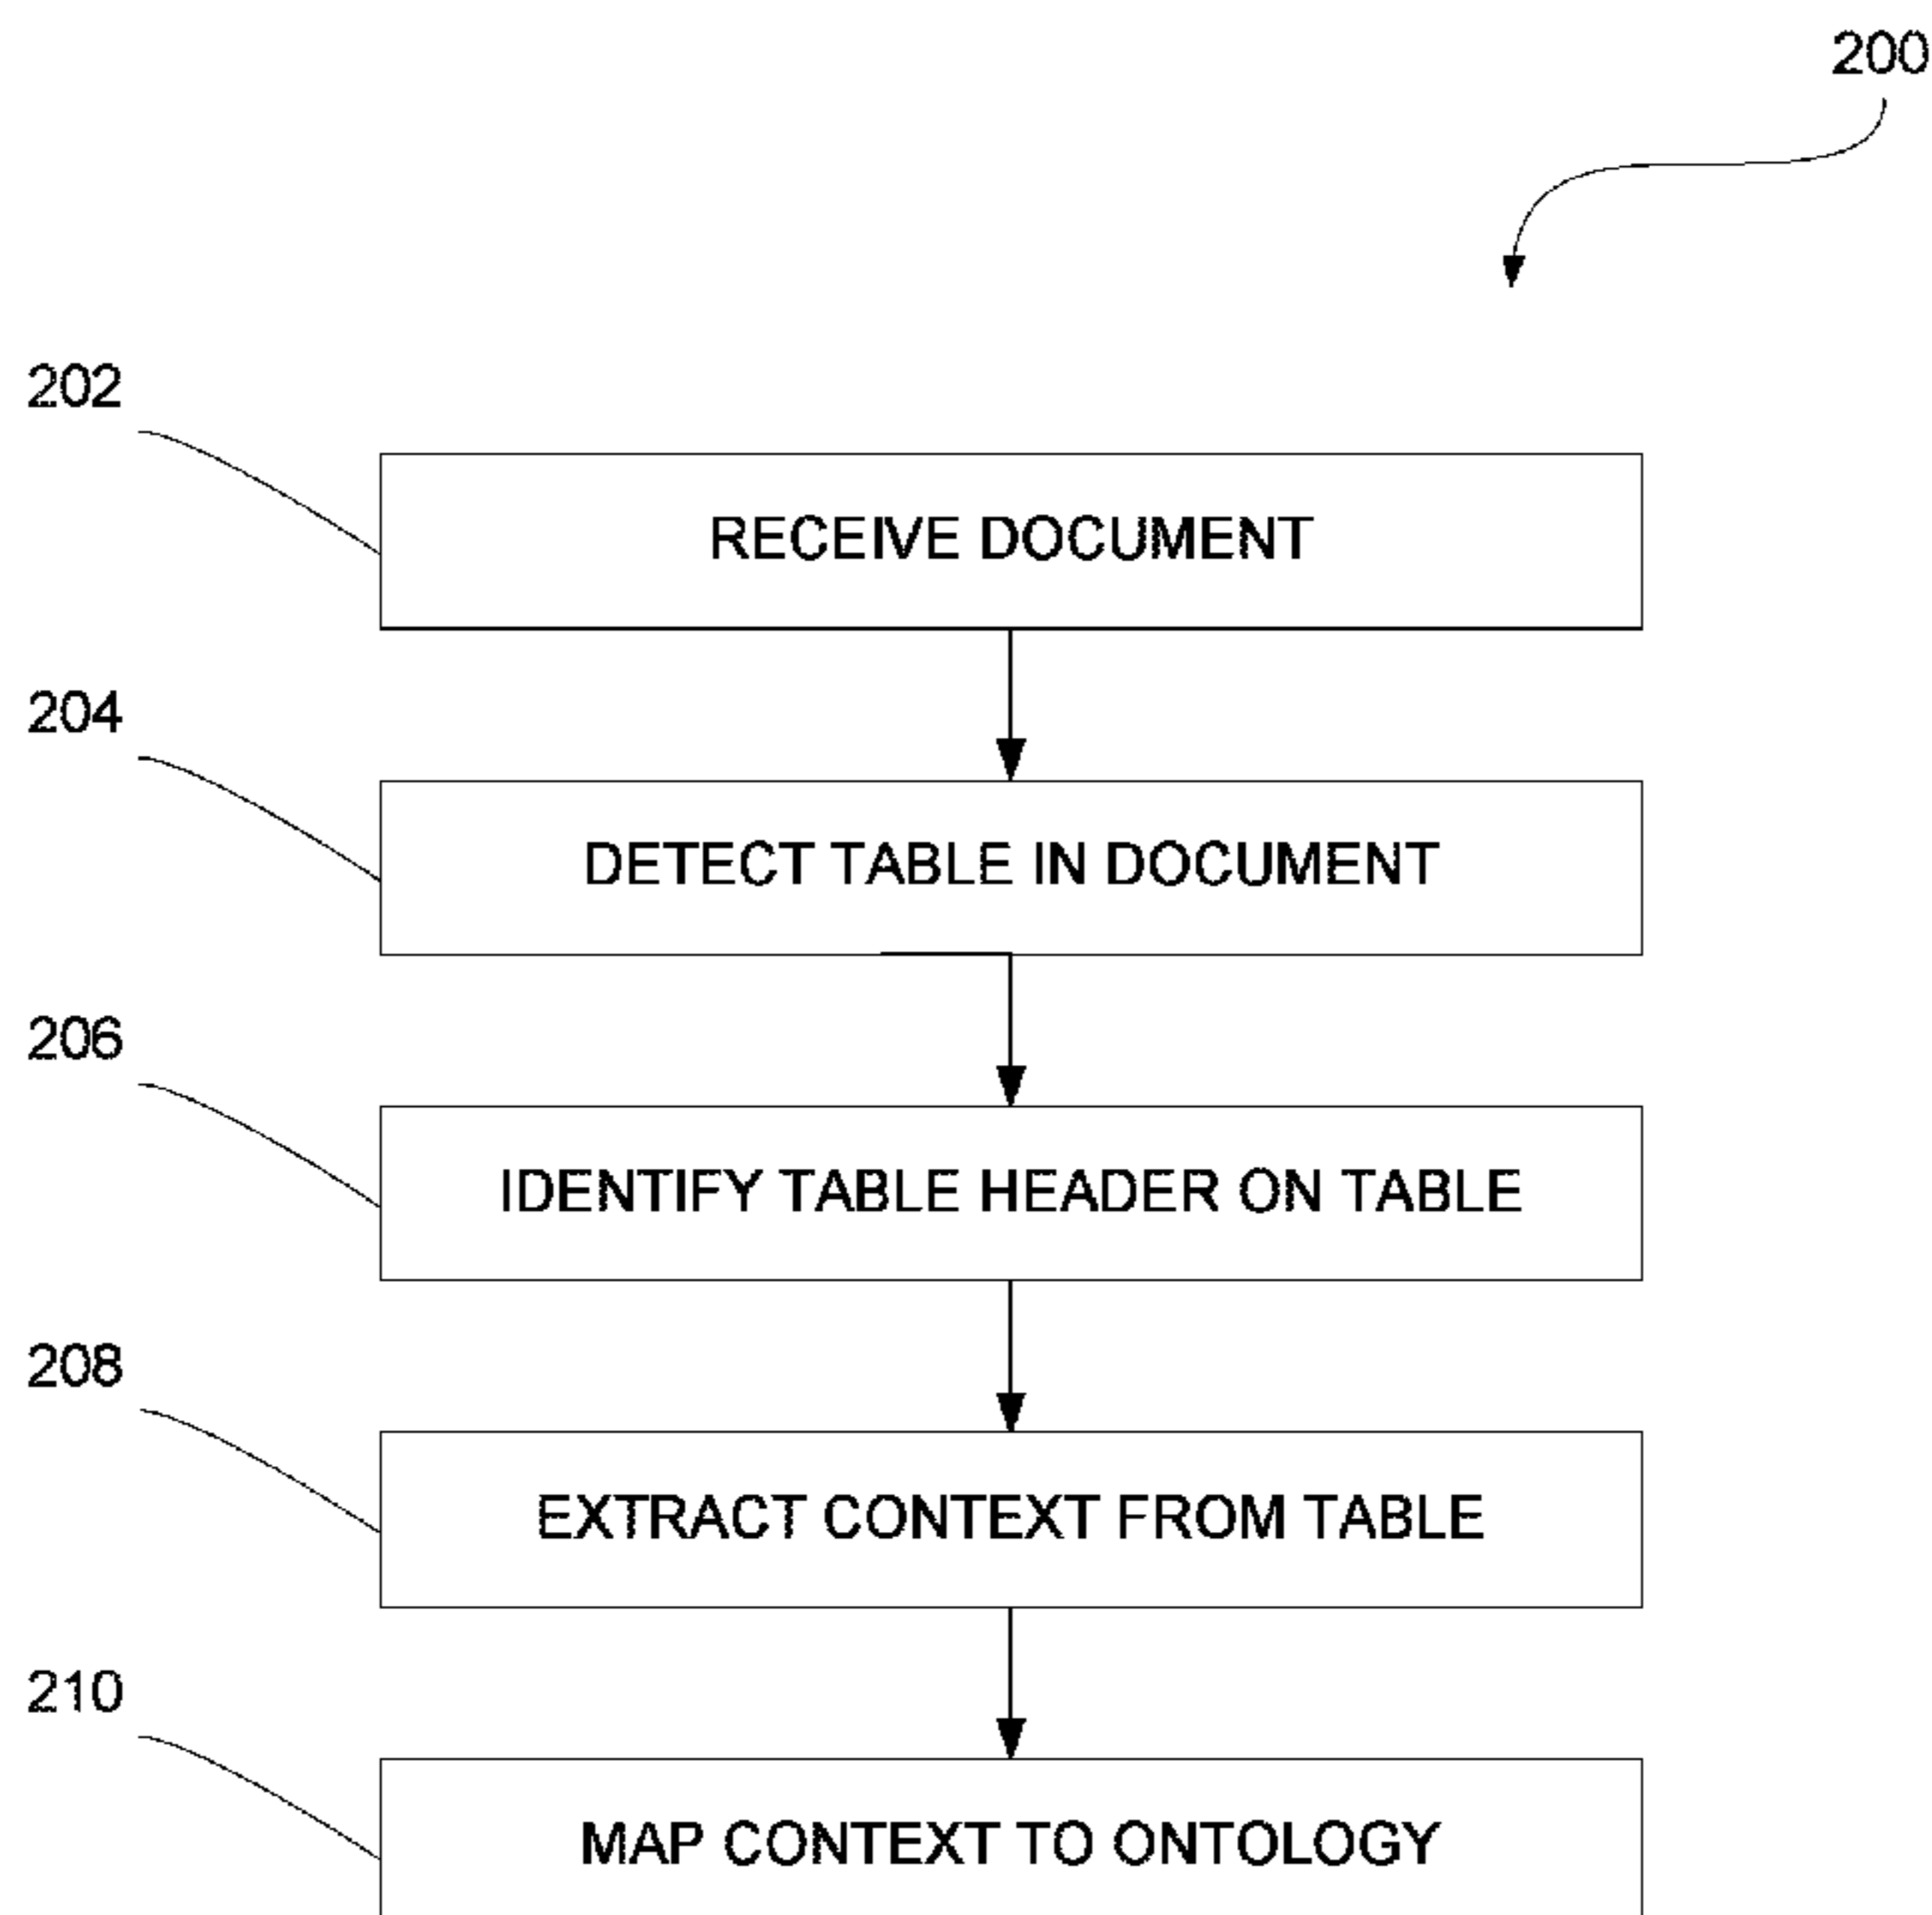 200
202
RECEIVE DOCUMENT
204
DETECT TABLE IN DOCUMENT
206
IDENTIFY TABLE HEADER ON TABLE
208
EXTRACT CONTEXT FROM TABLE
210
MAP CONTEXT TO ONTOLOGY